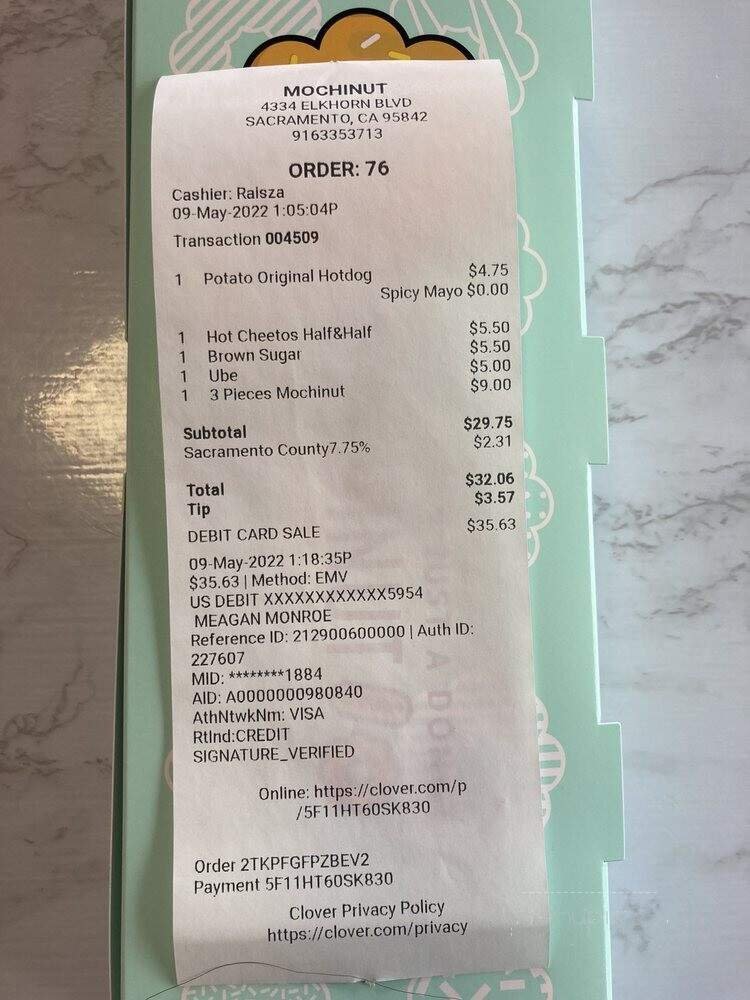 MOCHINUT
4334 ELKHORN BLVD
SACRAMENTO, CA 95842
9163353713
ORDER: 76
Cashier: Raisza
09-May-2022 1:05:04P
Transaction 004509
1 Potato Original Hotdog $4.75
Spicy Mayo $0.00
1 Hot Cheetos Half&Half $5.50
1 Brown Sugar $5.50
1 Ube $5.00
1 3 Pieces Mochinut $9.00
Subtotal $29.75
Sacramento County7.75% $2.31
Total $32.06
Tip $3.57
DEBIT CARD SALE $35.63
09-May-2022 1:18:35P
$35.63 | Method: EMV
US DEBIT XXXXXXXXXXXX5954
MEAGAN MONROE
Reference ID: 212900600000 | Auth ID:
227607
MID: ********1884
AID: A0000000980840
AthNtwkNm: VISA
RtInd:CREDIT
SIGNATURE_VERIFIED
Online: https://clover.com/p
/5F11HT60SK830
Order 2TKPFGFPZBEV2
Payment 5F11HT60SK830
Clover Privacy Policy
https://clover.com/privacy